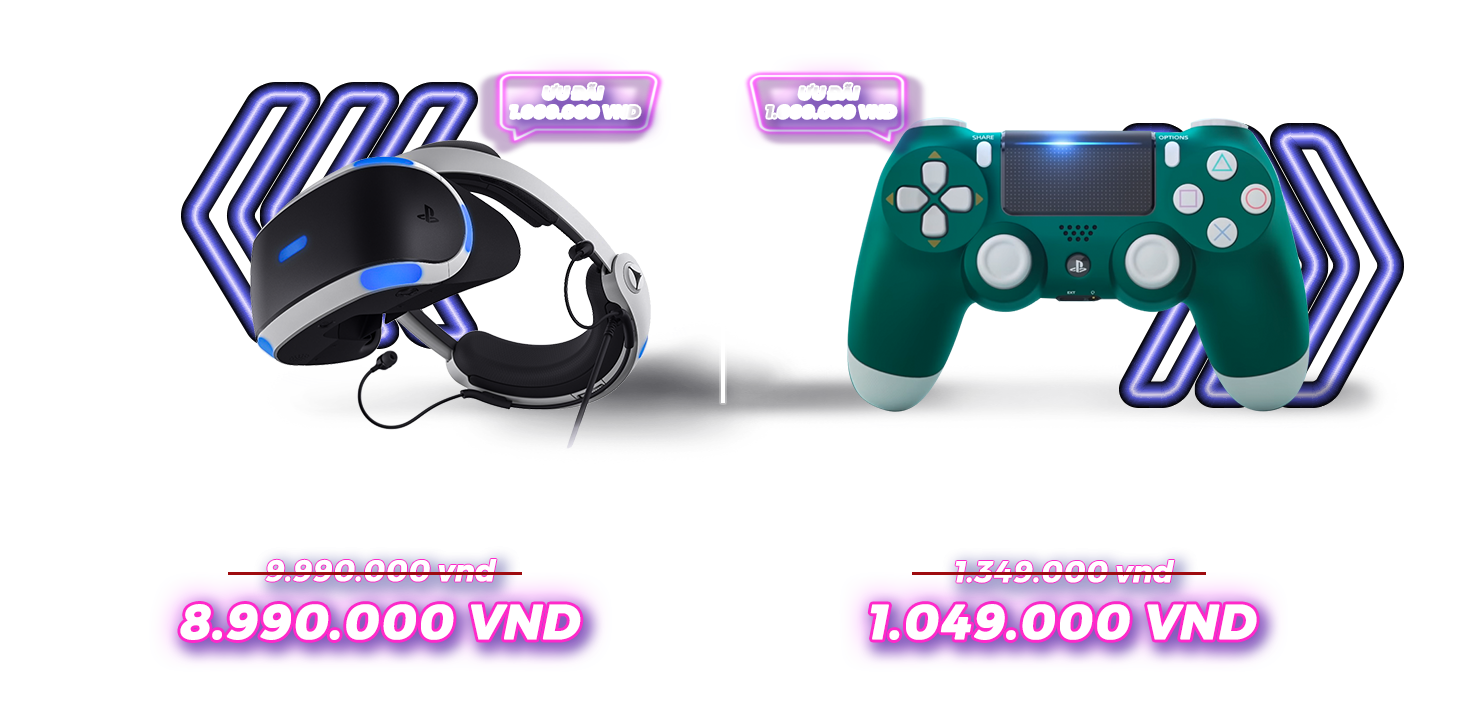 ƯU ĐÃI
1.000.000 VND
ƯU ĐÃI
1.000.000 VND
SHARE
OPTIONS
EXT
9.990.000 vnd
8.990.000 VND
1.349.000 vnd
1.049.000 VND